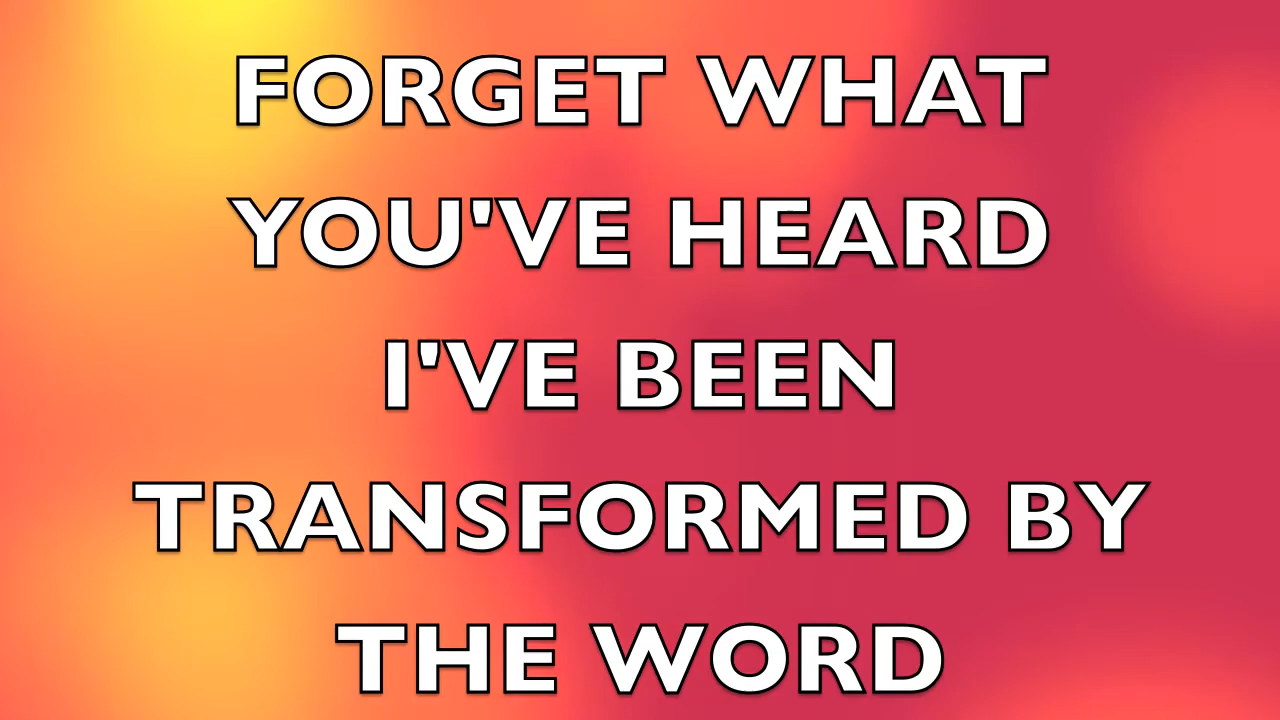 FORGET WHAT
YOU'VE HEARD
I'VE BEEN
TRANSFORMED BY
THE WORD